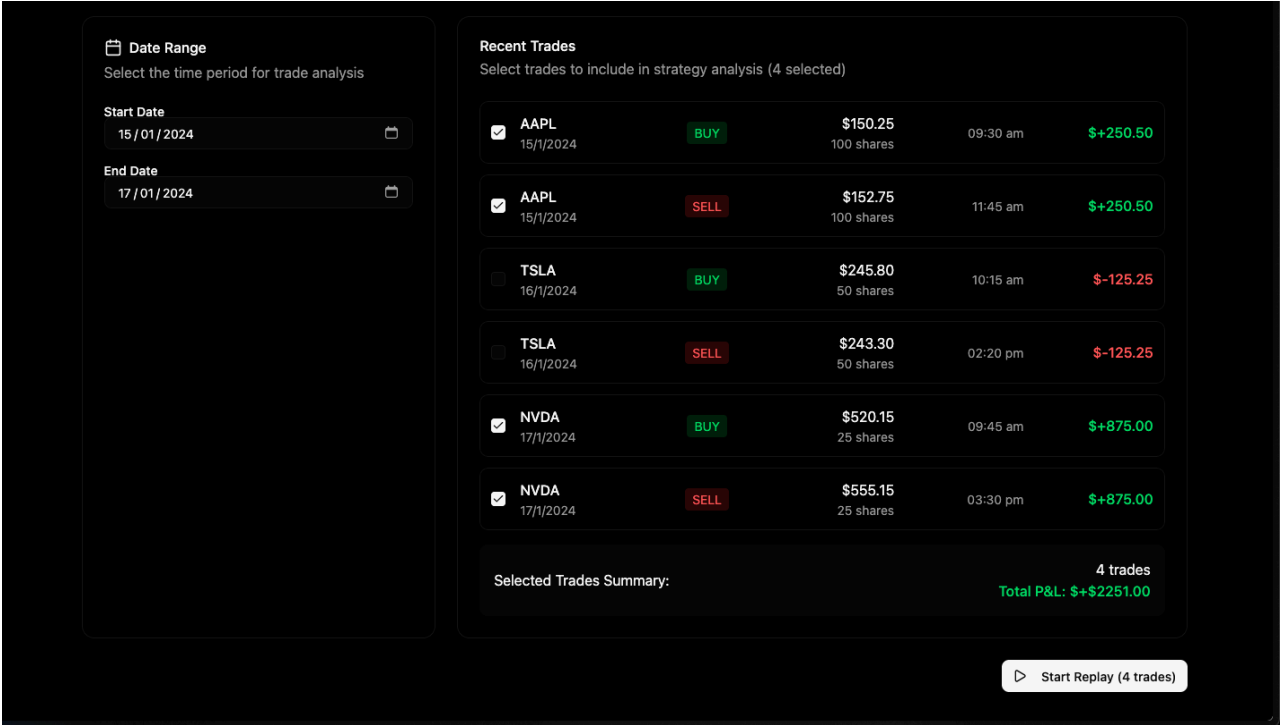 Date Range
Select the time period for trade analysis
Start Date
15/01/2024
End Date
17/01/2024
Recent Trades
Select trades to include in strategy analysis (4 selected)
AAPL BUY $150.25 09:30 am $+250.50
15/1/2024 100 shares
AAPL SELL $152.75 11:45 am $+250.50
15/1/2024 100 shares
TSLA BUY $245.80 10:15 am $-125.25
16/1/2024 50 shares
TSLA SELL $243.30 02:20 pm $-125.25
16/1/2024 50 shares
NVDA BUY $520.15 09:45 am $+875.00
17/1/2024 25 shares
NVDA SELL $555.15 03:30 pm $+875.00
17/1/2024 25 shares
Selected Trades Summary:
4 trades
Total P&L: $+$2251.00
Start Replay (4 trades)